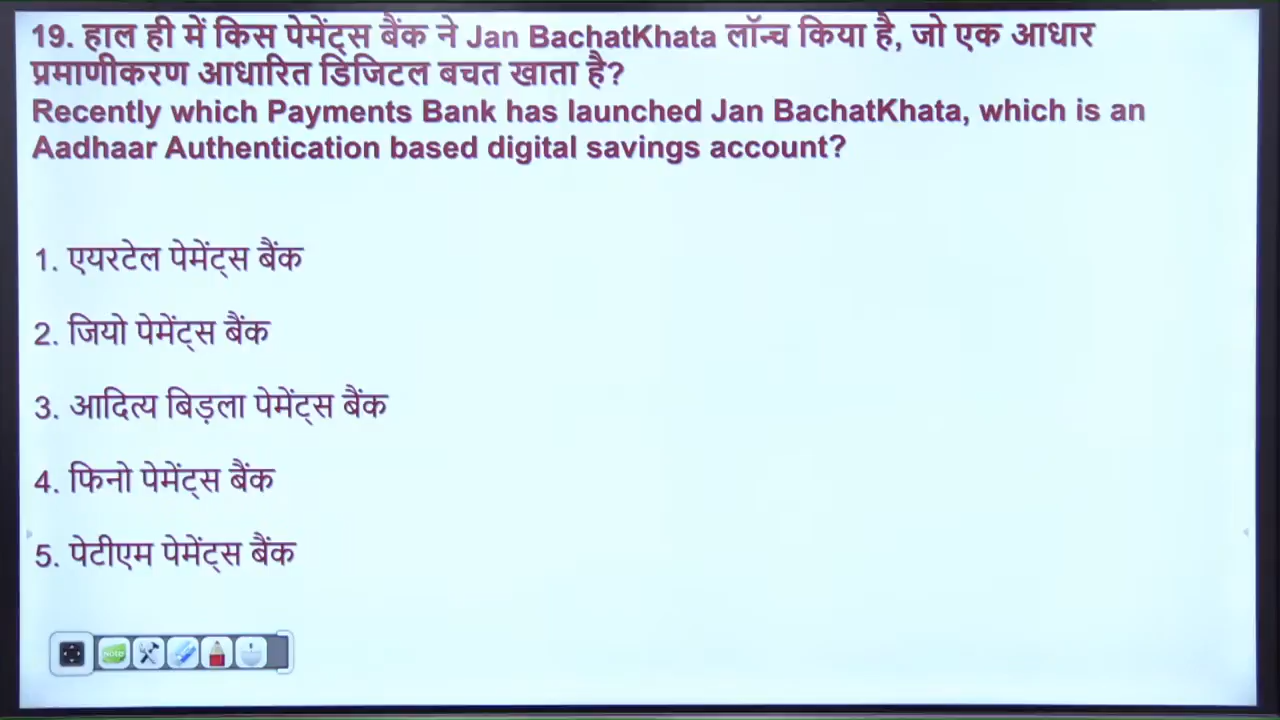 19. हाल ही में किस पेमेंट्स बैंक ने Jan BachatKhata लॉन्च किया है, जो एक आधार
प्रमाणीकरण आधारित डिजिटल बचत खाता है?
Recently which Payments Bank has launched Jan BachatKhata, which is an
Aadhaar Authentication based digital savings account?
1. एयरटेल पेमेंट्स बैंक
2. जियो पेमेंट्स बैंक
3. आदित्य बिड़ला पेमेंट्स बैंक
4. फिनो पेमेंट्स बैंक
5. पेटीएम पेमेंट्स बैंक
NOTE